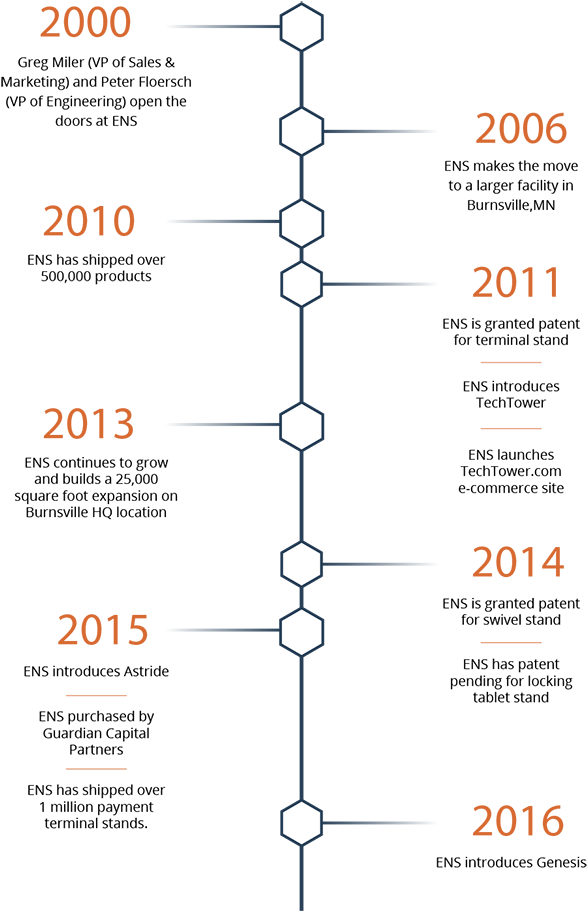 2000
Greg Miler (VP of Sales &
Marketing) and Peter Floersch
(VP of Engineering) open the
doors at ENS
2006
ENS makes the move
to a larger facility in
Burnsville,MN
2010
ENS has shipped over
500,000 products
2011
ENS is granted patent
for terminal stand
ENS introduces
TechTower
ENS launches
TechTower.com
e-commerce site
2013
ENS continues to grow
and builds a 25,000
square foot expansion on
Burnsville HQ location
2014
ENS is granted patent
for swivel stand
ENS has patent
pending for locking
tablet stand
2015
ENS introduces Astride
ENS purchased by
Guardian Capital
Partners
ENS has shipped over
1 million payment
terminal stands.
2016
ENS introduces Genesis